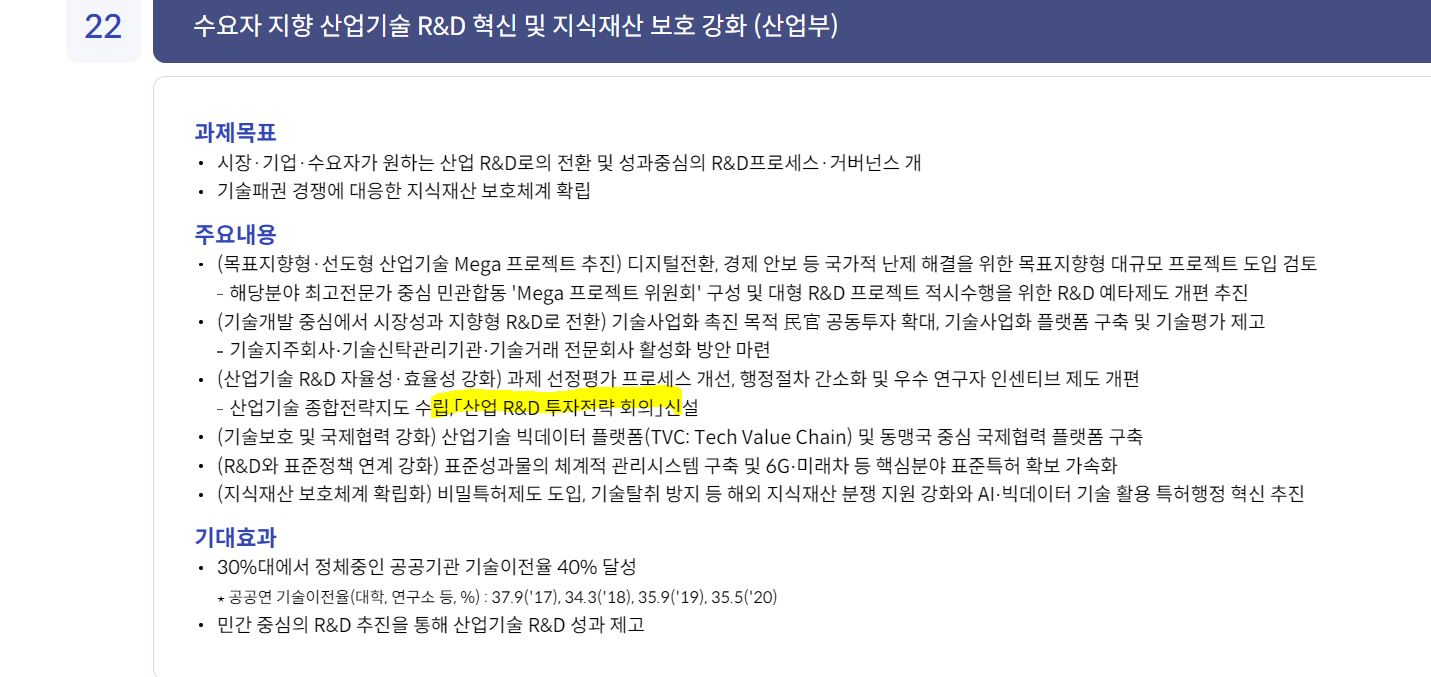 22
수요자 지향 산업기술 R&D 혁신 및 지식재산 보호 강화 (산업부)
과제목표
• 시장·기업·수요자가 원하는 산업 R&D로의 전환 및 성과중심의 R&D프로세스·거버넌스 개
• 기술패권 경쟁에 대응한 지식재산 보호체계 확립
주요내용
• (목표지향형·선도형 산업기술 Mega 프로젝트 추진) 디지털전환, 경제 안보 등 국가적 난제 해결을 위한 목표지향형 대규모 프로젝트 도입 검토
- 해당분야 최고전문가 중심 민관합동 'Mega 프로젝트 위원회' 구성 및 대형 R&D 프로젝트 적시수행을 위한 R&D 예타제도 개편 추진
• (기술개발 중심에서 시장성과 지향형 R&D로 전환) 기술사업화 촉진 목적 民官 공동투자 확대, 기술사업화 플랫폼 구축 및 기술평가 제고
- 기술지주회사·기술신탁관리기관·기술거래 전문회사 활성화 방안 마련
• (산업기술 R&D 자율성·효율성 강화) 과제 선정평가 프로세스 개선, 행정절차 간소화 및 우수 연구자 인센티브 제도 개편
- 산업기술 종합전략지도 수립,「산업 R&D 투자전략 회의」신설
• (기술보호 및 국제협력 강화) 산업기술 빅데이터 플랫폼(TVC: Tech Value Chain) 및 동맹국 중심 국제협력 플랫폼 구축
• (R&D와 표준정책 연계 강화) 표준성과물의 체계적 관리시스템 구축 및 6G·미래차 등 핵심분야 표준특허 확보 가속화
• (지식재산 보호체계 확립화) 비밀특허제도 도입, 기술탈취 방지 등 해외 지식재산 분쟁 지원 강화와 AI·빅데이터 기술 활용 특허행정 혁신 추진
기대효과
• 30%대에서 정체중인 공공기관 기술이전율 40% 달성
* 공공연 기술이전율(대학, 연구소 등, %) : 37.9('17), 34.3('18), 35.9('19), 35.5('20)
• 민간 중심의 R&D 추진을 통해 산업기술 R&D 성과 제고